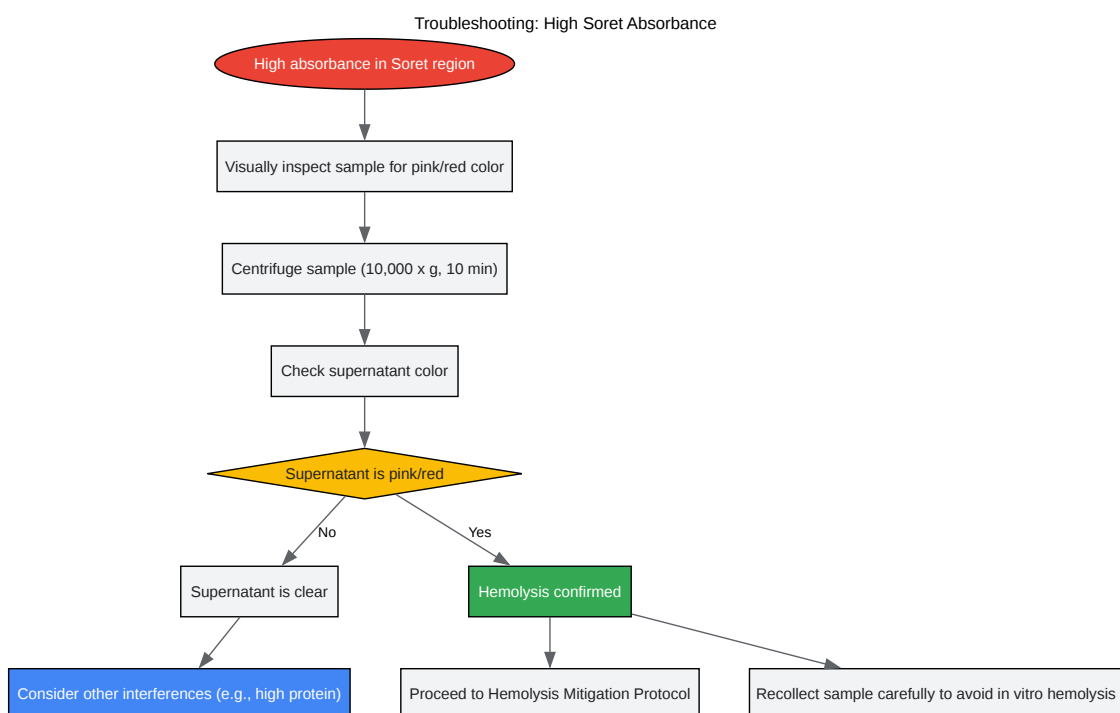 Troubleshooting: High Soret Absorbance
High absorbance in Soret region
Visually inspect sample for pink/red color
Centrifuge sample (10,000 x g, 10 min)
Check supernatant color
Supernatant is pink/red
No
Yes
Supernatant is clear
Hemolysis confirmed
Consider other interferences (e.g., high protein)
Proceed to Hemolysis Mitigation Protocol
Recollect sample carefully to avoid in vitro hemolysis